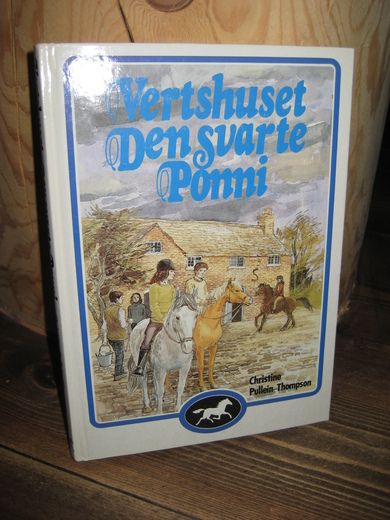 Vertshuset
Den svarte
Ponni
Christine
Pullein-Thompson